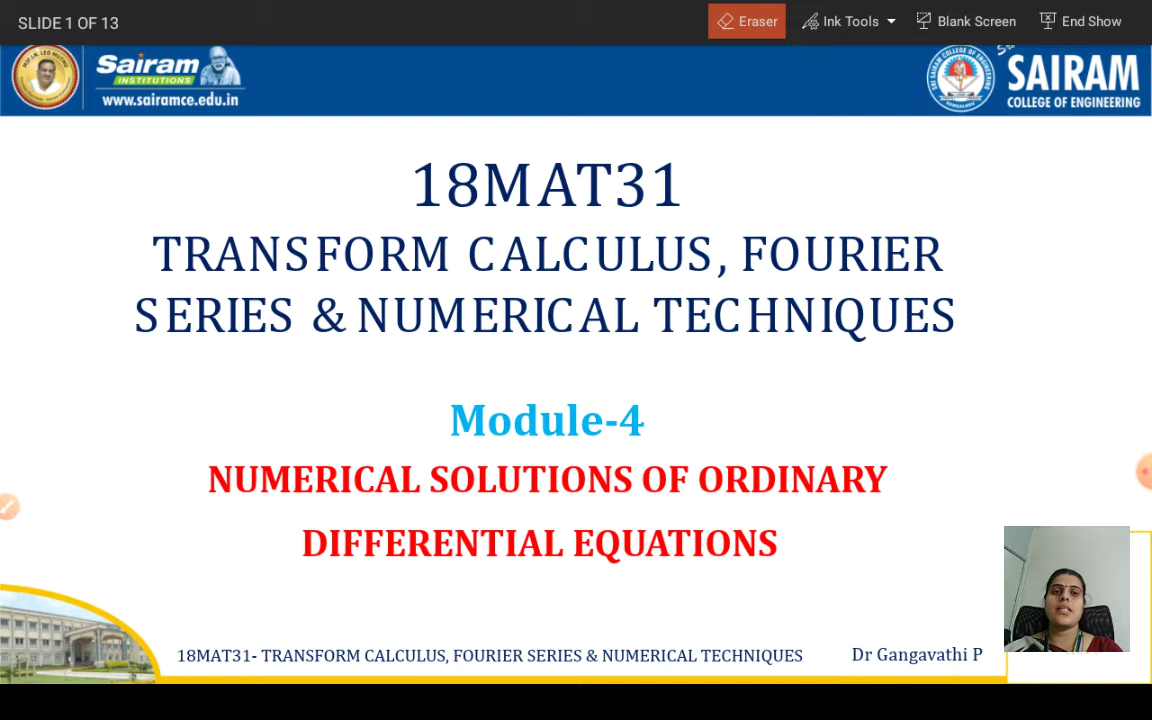 SLIDE 1 OF 13
Eraser
Ink Tools
Blank Screen
End Show
Sairam
INSTITUTIONS
www.sairamce.edu.in
SAIRAM
COLLEGE OF ENGINEERING
18MAT31
TRANSFORM CALCULUS, FOURIER
SERIES & NUMERICAL TECHNIQUES
Module-4
NUMERICAL SOLUTIONS OF ORDINARY
DIFFERENTIAL EQUATIONS
18MAT31- TRANSFORM CALCULUS, FOURIER SERIES & NUMERICAL TECHNIQUES
Dr Gangavathi P